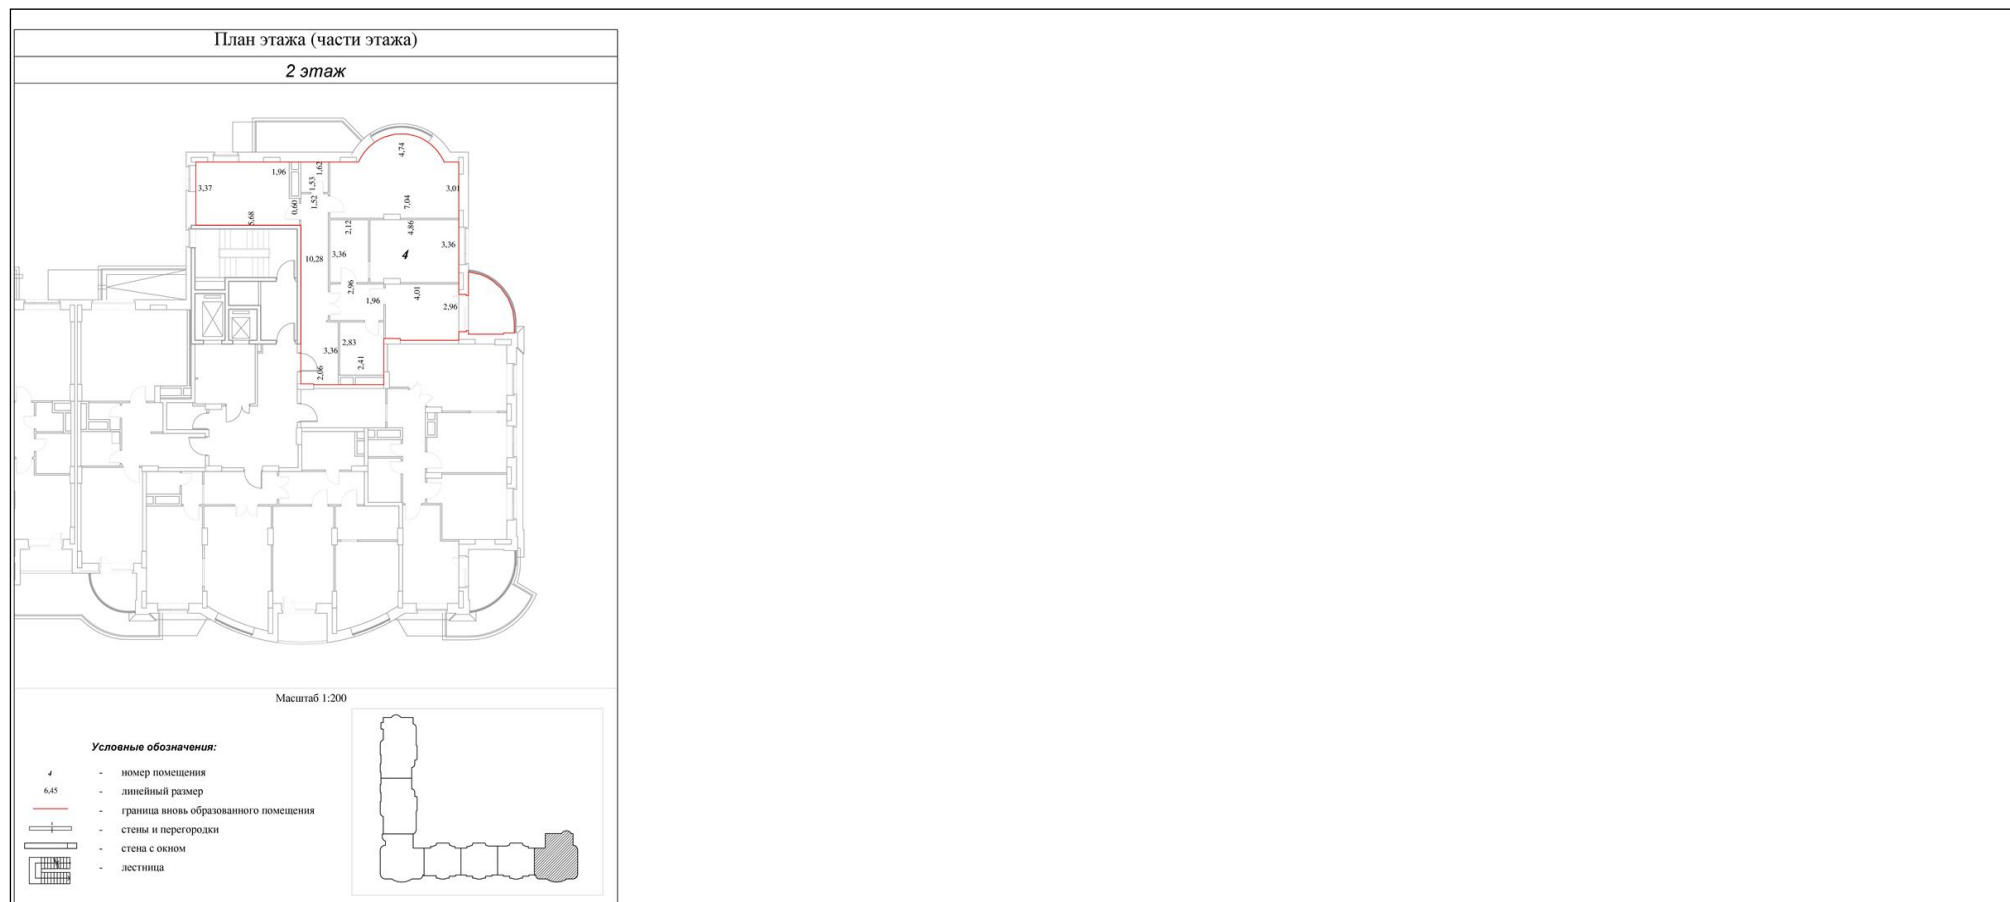 План этажа (части этажа)
2 этаж
4,74
1,96
1,62
3,37
1,53
3,01
0,60
1,52
7,04
5,68
2,12
4,86
3,36
10,28
3,36
4
2,96
1,96
4,01
2,96
2,83
3,36
2,41
2,06
Масштаб 1:200
Условные обозначения:
4 - номер помещения
6,45 - линейный размер
- граница вновь образованного помещения
- стены и перегородки
- стена с окном
- лестница